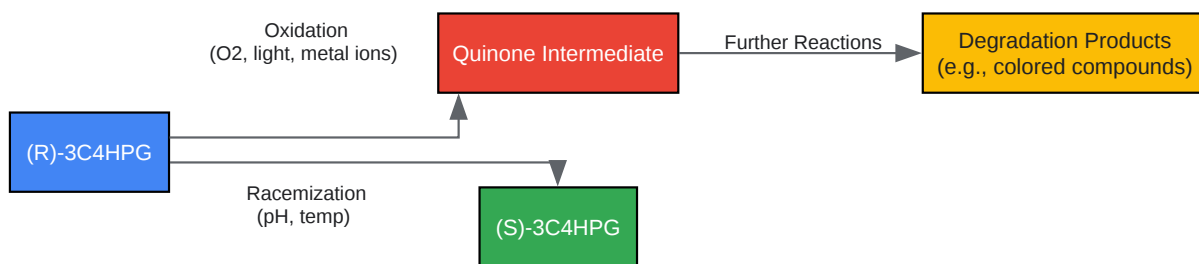 Oxidation
(O2, light, metal ions)
Quinone Intermediate
Further Reactions
Degradation Products
(e.g., colored compounds)
(R)-3C4HPG
Racemization
(pH, temp)
(S)-3C4HPG